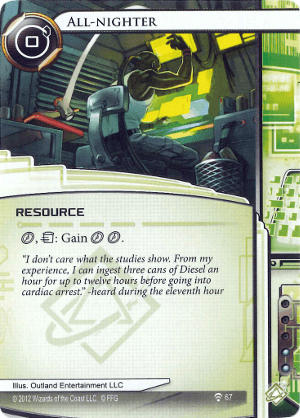 ALL-NIGHTER
0
RESOURCE
, : Gain .
"I don't care what the studies show. From my
experience, I can ingest three cans of Diesel an
hour for up to twelve hours before going into
cardiac arrest." -heard during the eleventh hour
Illus. Outland Entertainment LLC
© 2012 Wizards of the Coast LLC. © FFG
67